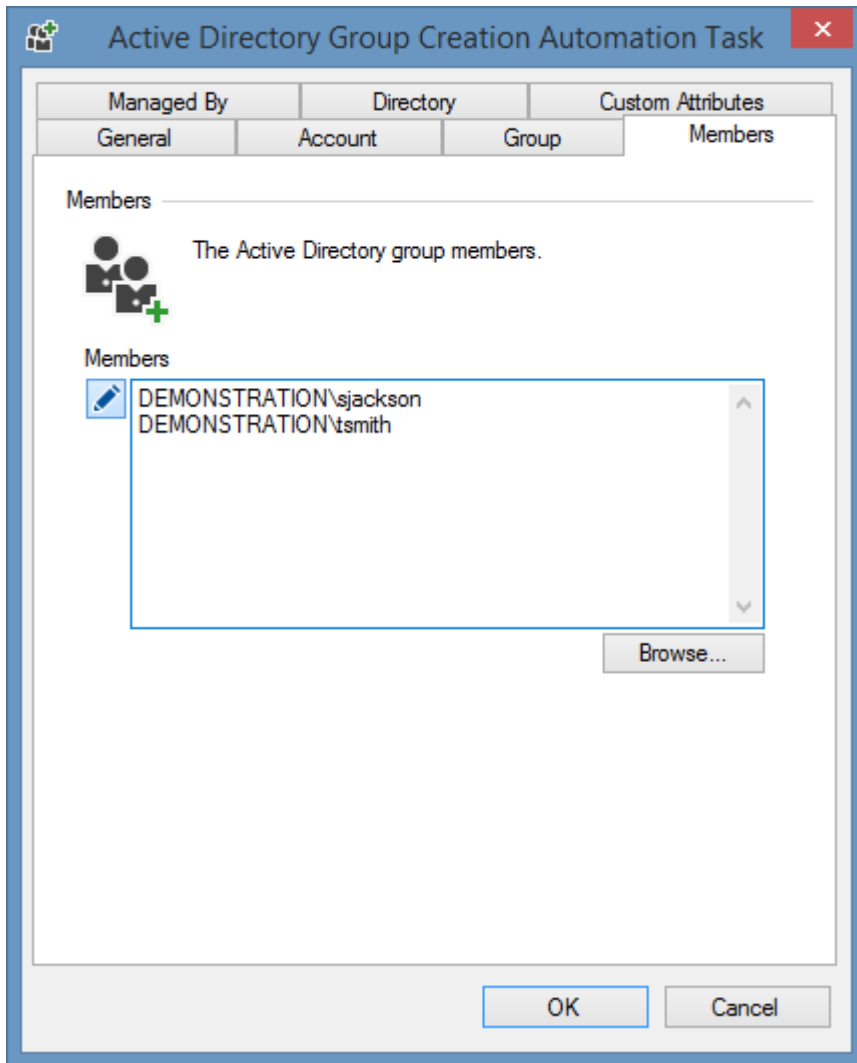 Active Directory Group Creation Automation Task
Managed By Directory Custom Attributes
General Account Group Members
Members
The Active Directory group members.
Members
DEMONSTRATION\sjackson
DEMONSTRATION\tsmith
Browse...
OK Cancel